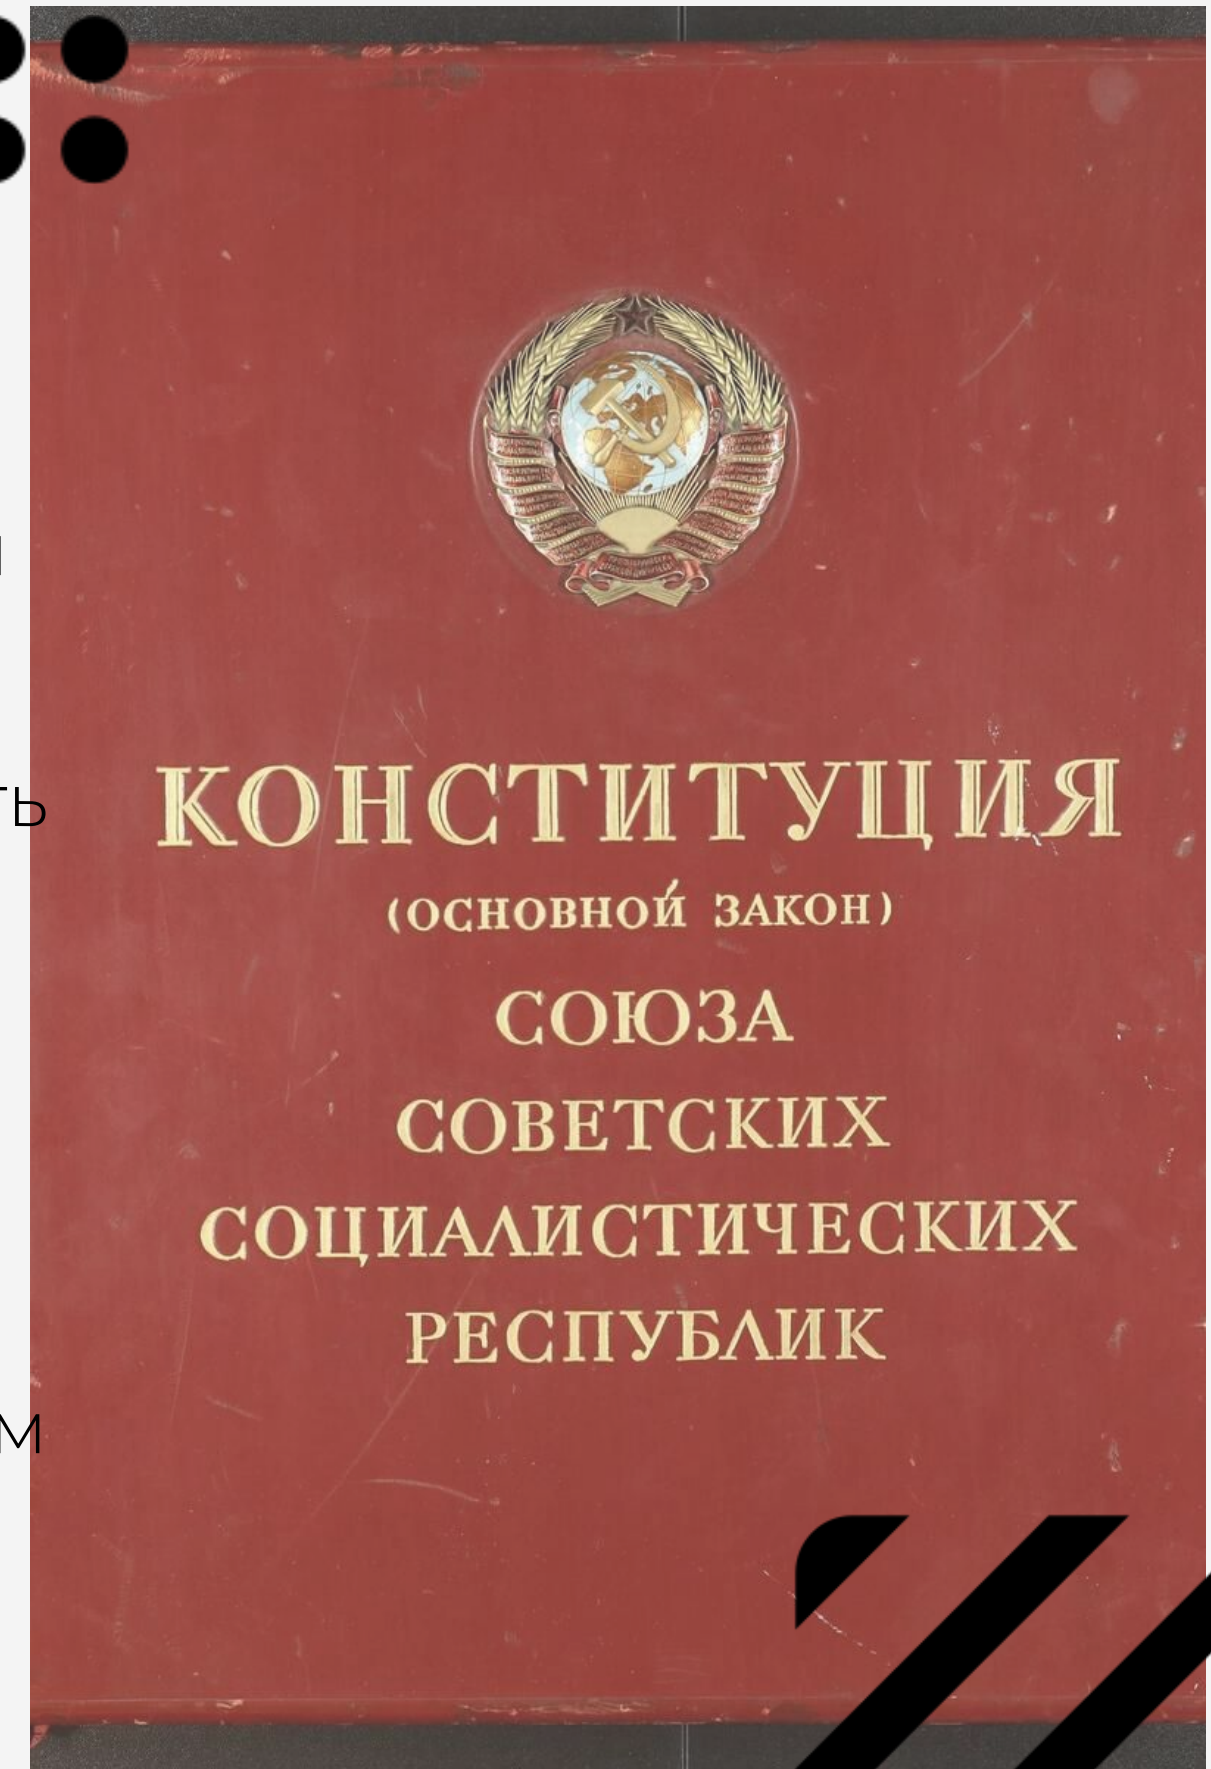 КОНСТИТУЦИЯ
(ОСНОВНОЙ ЗАКОН)
СОЮЗА
СОВЕТСКИХ
СОЦИАЛИСТИЧЕСКИХ
РЕСПУБЛИК